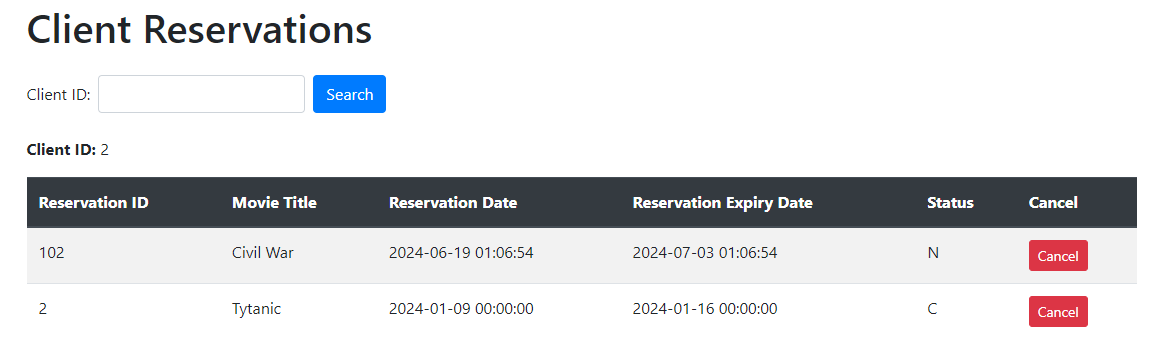 Client Reservations
Client ID: Search
Client ID: 2
Reservation ID Movie Title Reservation Date Reservation Expiry Date Status Cancel
102 Civil War 2024-06-19 01:06:54 2024-07-03 01:06:54 N Cancel
2 Tytanic 2024-01-09 00:00:00 2024-01-16 00:00:00 C Cancel